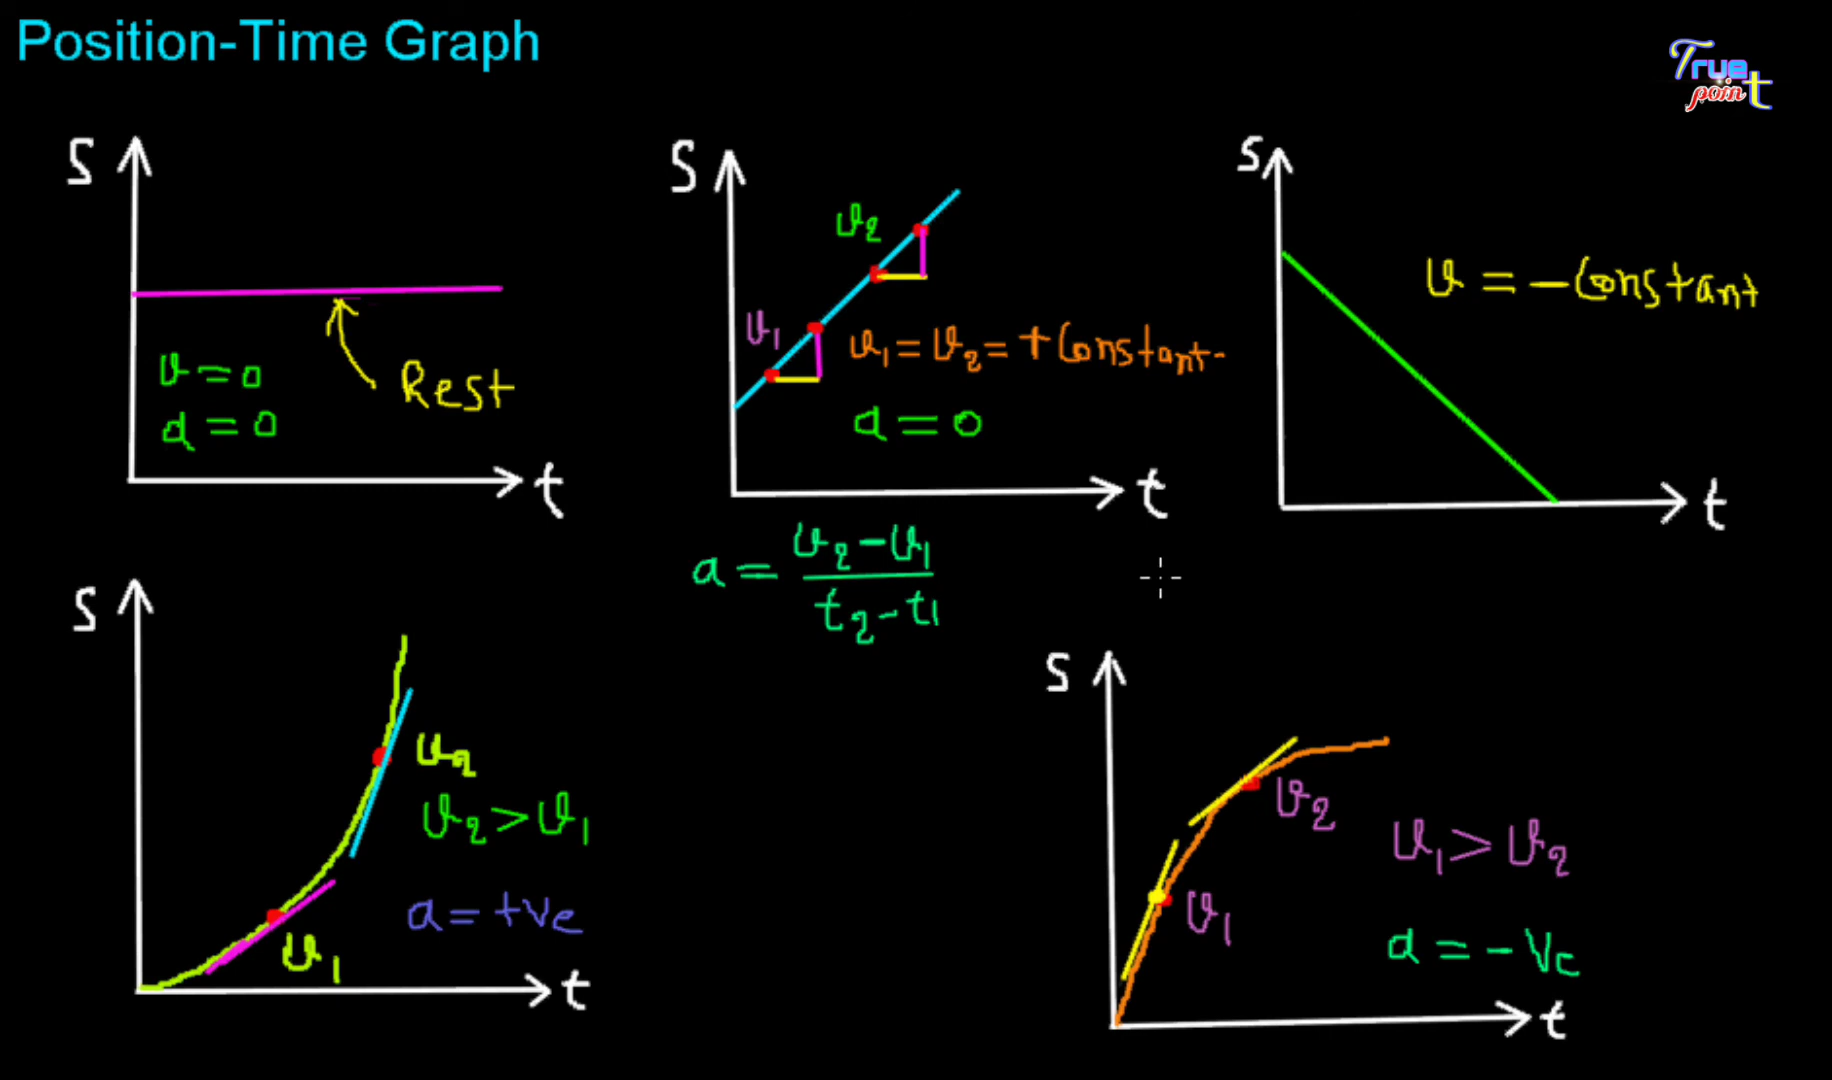 Position-Time Graph
True
point
S
v = 0
a = 0
Rest
t
S
v2
v1
v1 = v2 = + Constant-
a = 0
t
a = v2 - v1 / t2 - t1
S
v = - Constant
t
S
v2
v2 > v1
a = +ve
v1
t
S
v2
v1 > v2
v1
a = - ve
t